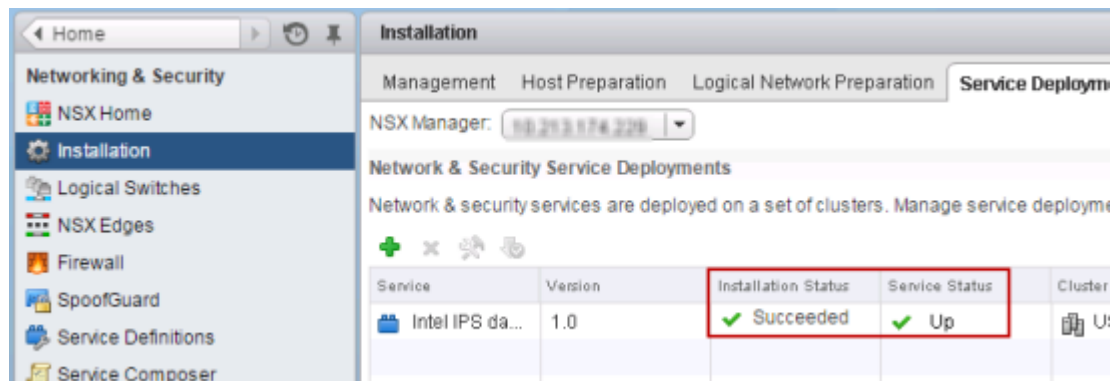 Home
Networking & Security
NSX Home
Installation
Logical Switches
NSX Edges
Firewall
SpoofGuard
Service Definitions
Service Composer
Installation
Management Host Preparation Logical Network Preparation Service Deployme
NSX Manager:
Network & Security Service Deployments
Network & security services are deployed on a set of clusters. Manage service deployme
Service Version Installation Status Service Status Cluster
Intel IPS da... 1.0 Succeeded Up US